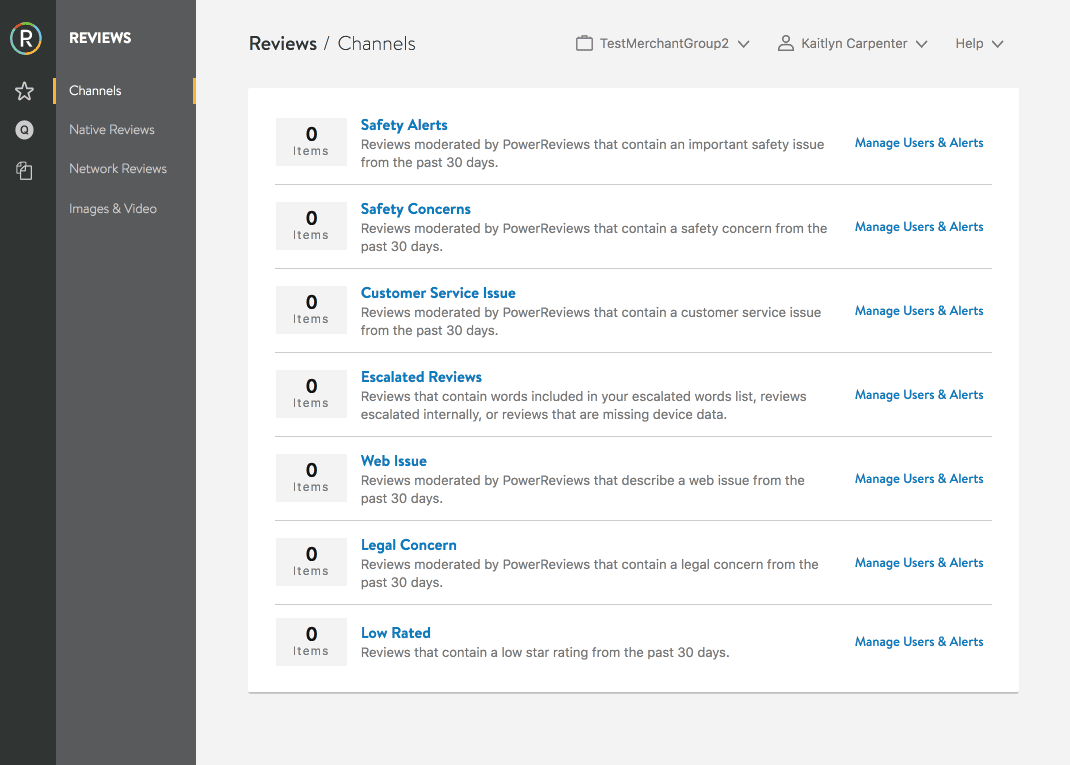 R
REVIEWS
Reviews / Channels
TestMerchantGroup2
Kaitlyn Carpenter
Help
Channels
Q
Native Reviews
Network Reviews
Images & Video
0
Items
Safety Alerts
Reviews moderated by PowerReviews that contain an important safety issue
from the past 30 days.
Manage Users & Alerts
0
Items
Safety Concerns
Reviews moderated by PowerReviews that contain a safety concern from the
past 30 days.
Manage Users & Alerts
0
Items
Customer Service Issue
Reviews moderated by PowerReviews that contain a customer service issue
from the past 30 days.
Manage Users & Alerts
0
Items
Escalated Reviews
Reviews that contain words included in your escalated words list, reviews
escalated internally, or reviews that are missing device data.
Manage Users & Alerts
0
Items
Web Issue
Reviews moderated by PowerReviews that describe a web issue from the
past 30 days.
Manage Users & Alerts
0
Items
Legal Concern
Reviews moderated by PowerReviews that contain a legal concern from the
past 30 days.
Manage Users & Alerts
0
Items
Low Rated
Reviews that contain a low star rating from the past 30 days.
Manage Users & Alerts